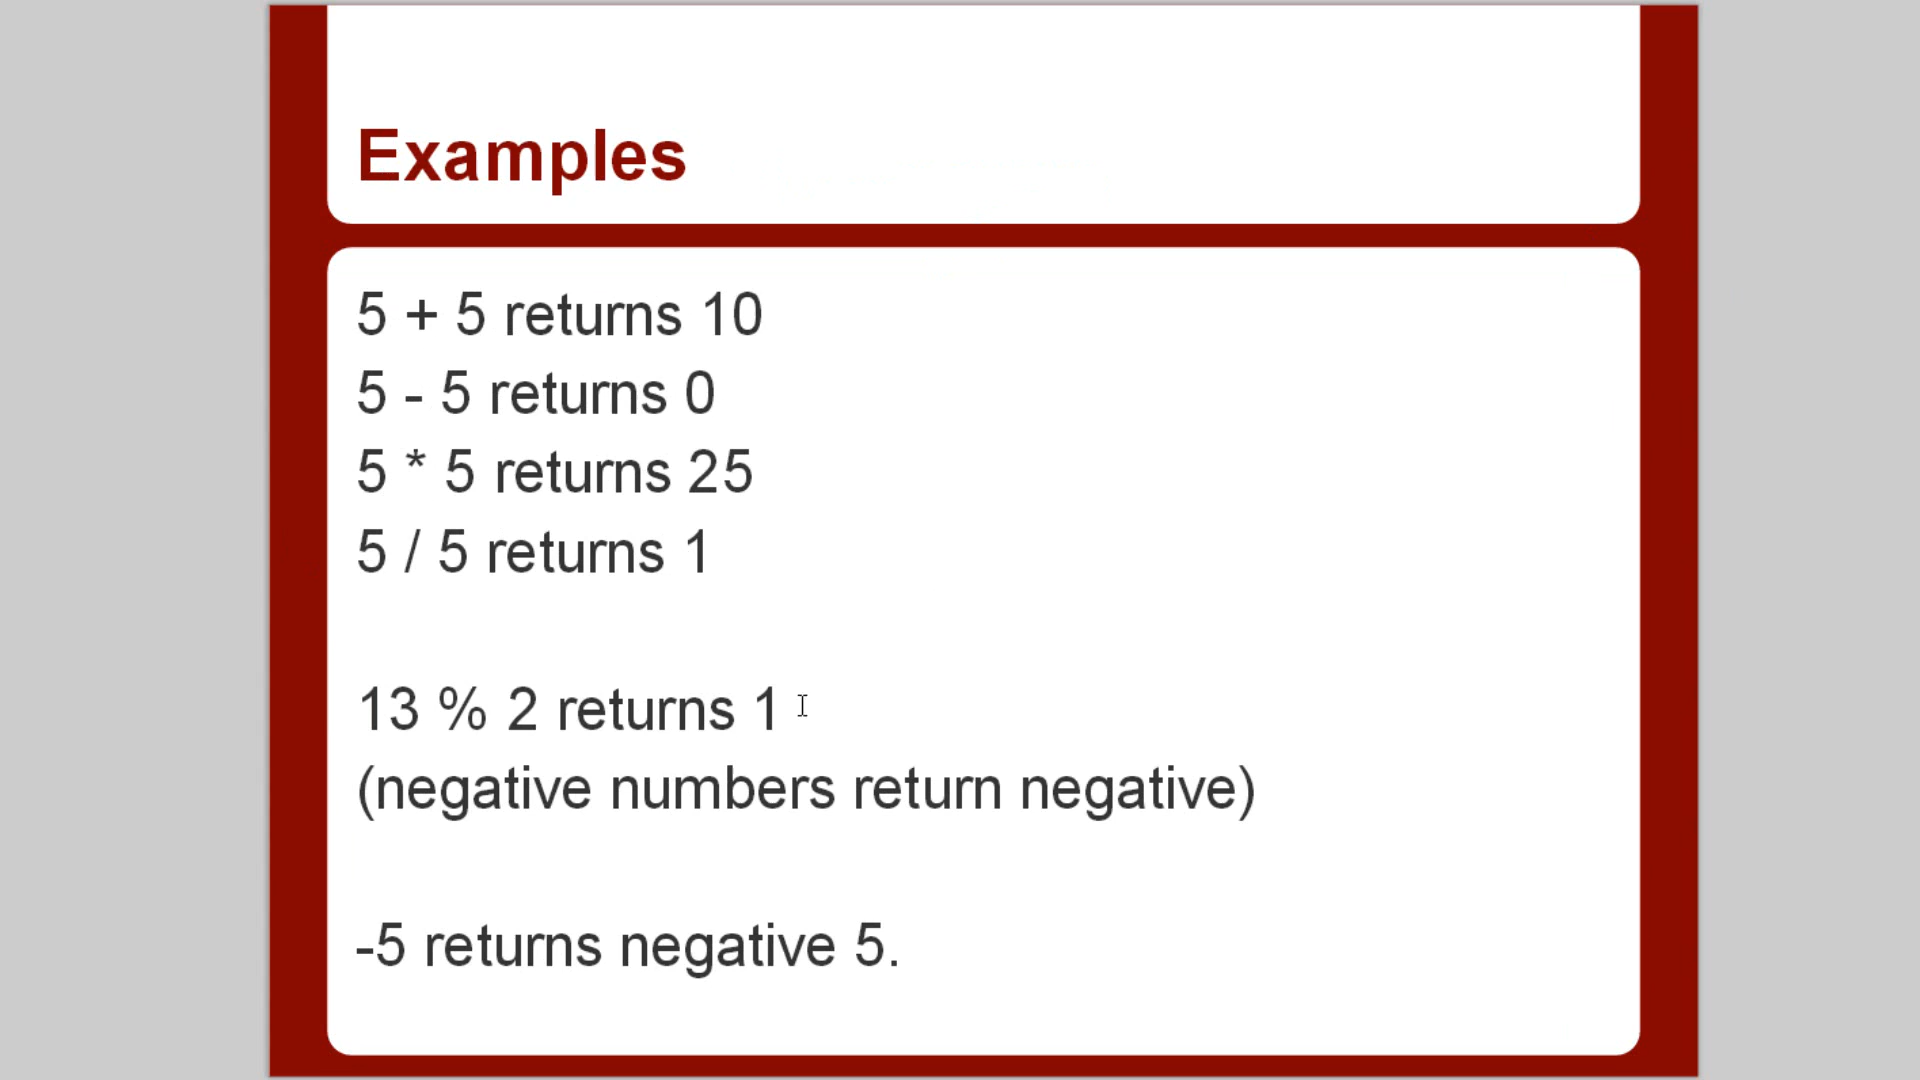 Examples
5 + 5 returns 10
5 - 5 returns 0
5 * 5 returns 25
5 / 5 returns 1
13 % 2 returns 1
(negative numbers return negative)
-5 returns negative 5.